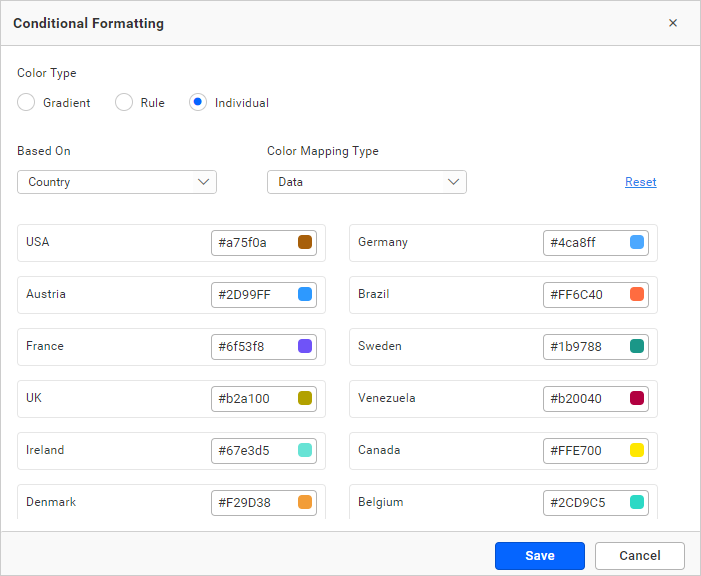 Conditional Formatting ×
Color Type
Gradient Rule Individual
Based On Color Mapping Type
Country Data Reset
USA #a75f0a Germany #4ca8ff
Austria #2D99FF Brazil #FF6C40
France #6f53f8 Sweden #1b9788
UK #b2a100 Venezuela #b20040
Ireland #67e3d5 Canada #FFE700
Denmark #F29D38 Belgium #2CD9C5
Save Cancel